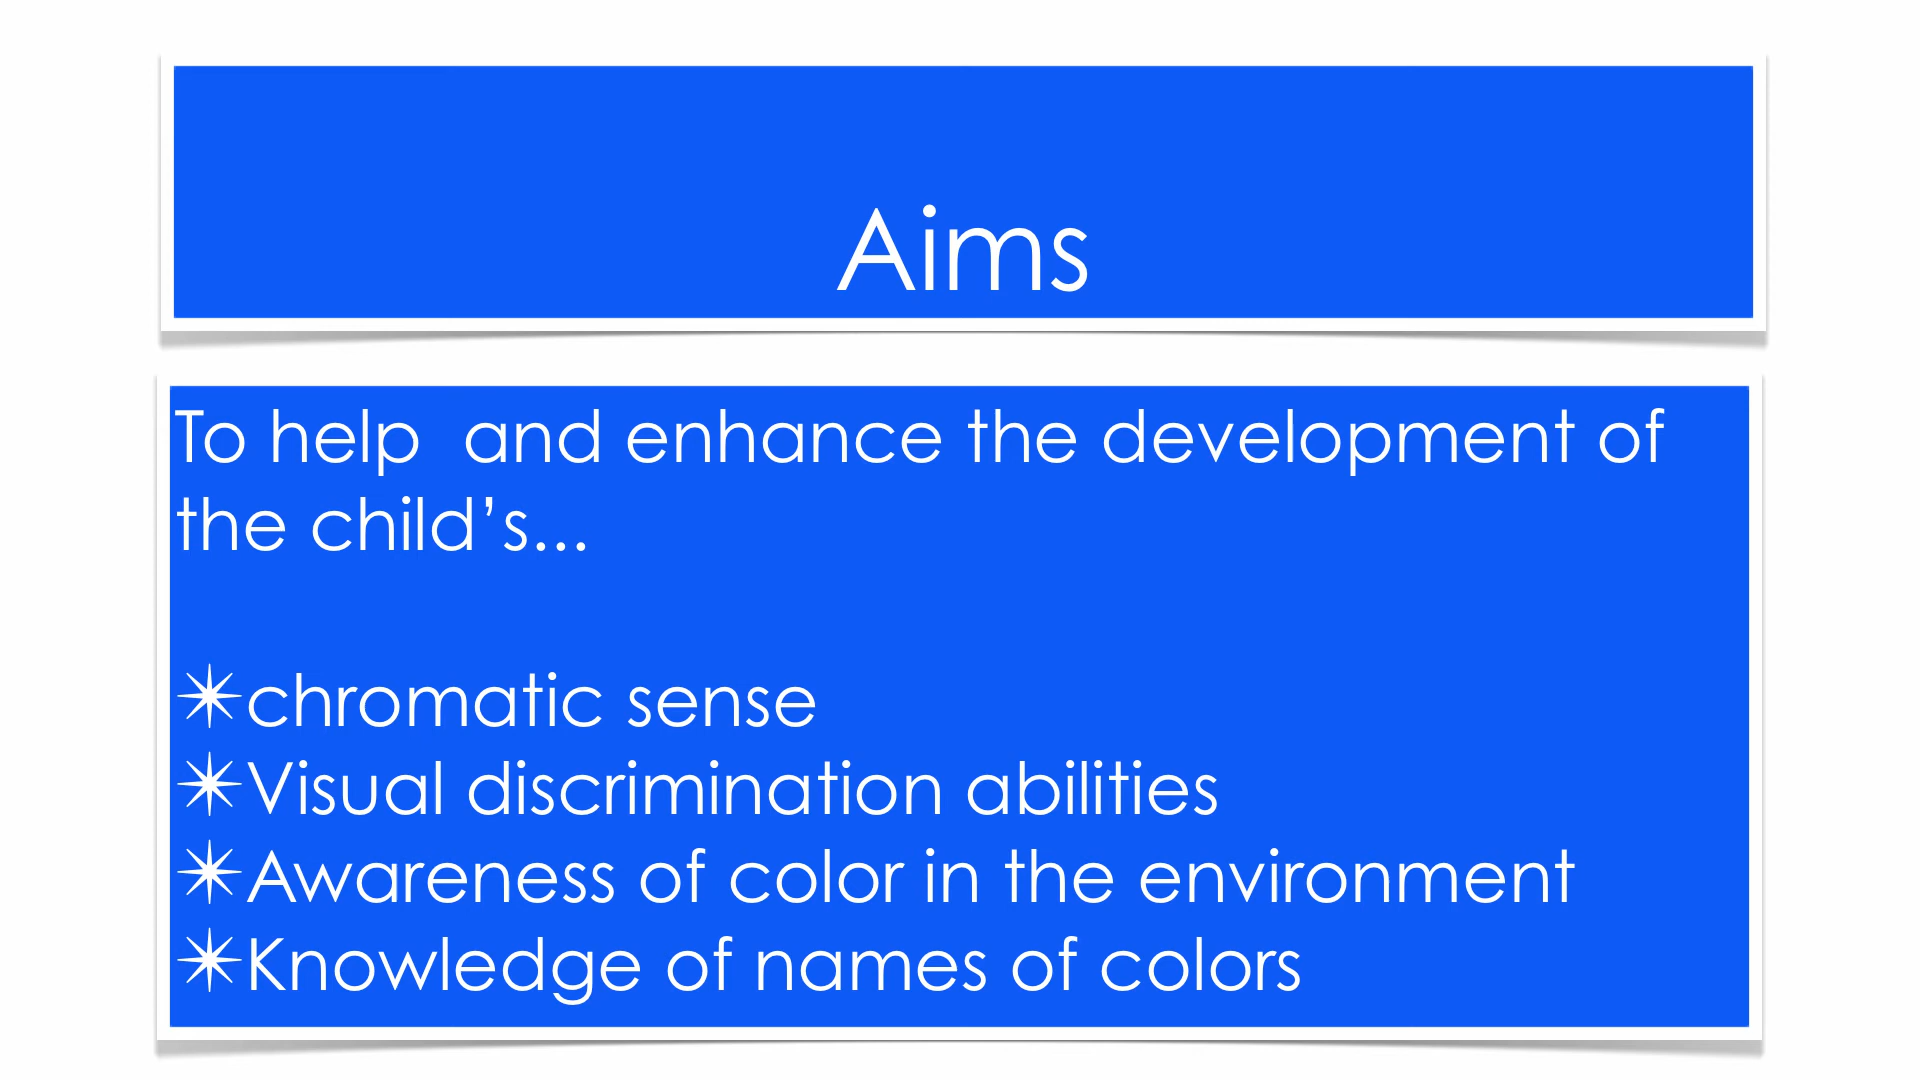 Aims
To help  and enhance the development of
the child’s...
✴chromatic sense
✴Visual discrimination abilities
✴Awareness of color in the environment
✴Knowledge of names of colors